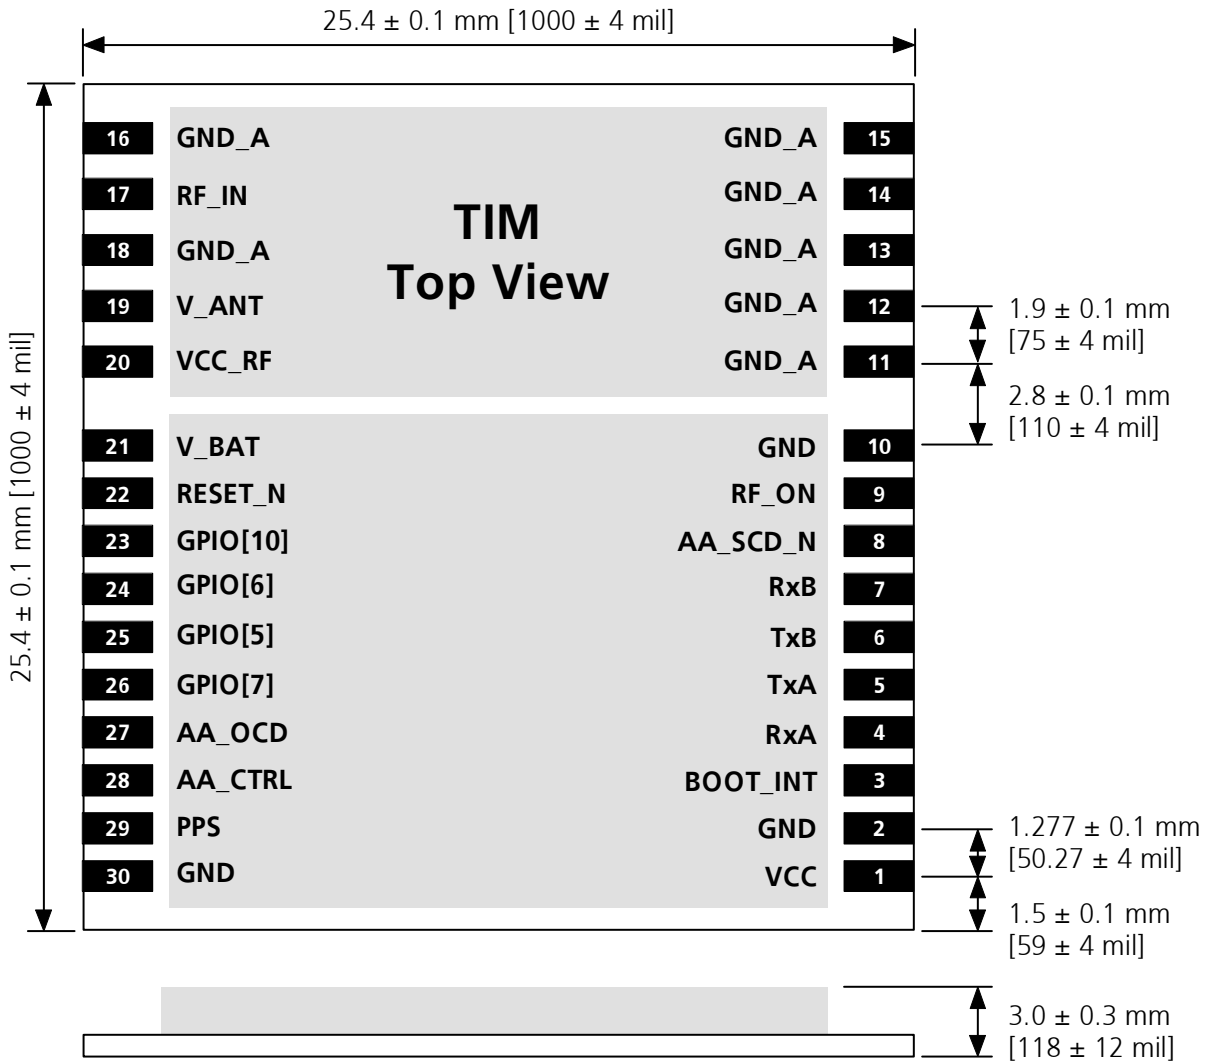 25.4 ± 0.1 mm [1000 ± 4 mil]
25.4 ± 0.1 mm [1000 ± 4 mil]
TIM
Top View
16 GND_A GND_A 15
17 RF_IN GND_A 14
18 GND_A GND_A 13
19 V_ANT GND_A 12
20 VCC_RF GND_A 11
21 V_BAT GND 10
22 RESET_N RF_ON 9
23 GPIO[10] AA_SCD_N 8
24 GPIO[6] RxB 7
25 GPIO[5] TxB 6
26 GPIO[7] TxA 5
27 AA_OCD RxA 4
28 AA_CTRL BOOT_INT 3
29 PPS GND 2
30 GND VCC 1
1.9 ± 0.1 mm
[75 ± 4 mil]
2.8 ± 0.1 mm
[110 ± 4 mil]
1.277 ± 0.1 mm
[50.27 ± 4 mil]
1.5 ± 0.1 mm
[59 ± 4 mil]
3.0 ± 0.3 mm
[118 ± 12 mil]